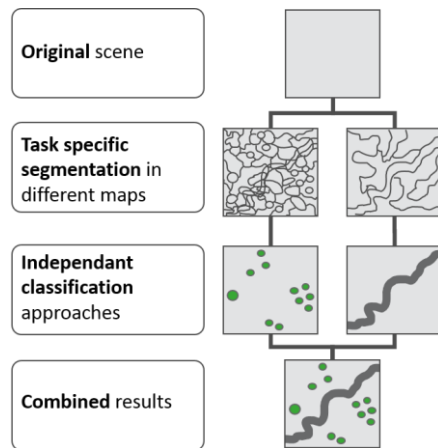 Original scene
Task specific
segmentation in
different maps
Independant
classification
approaches
Combined results